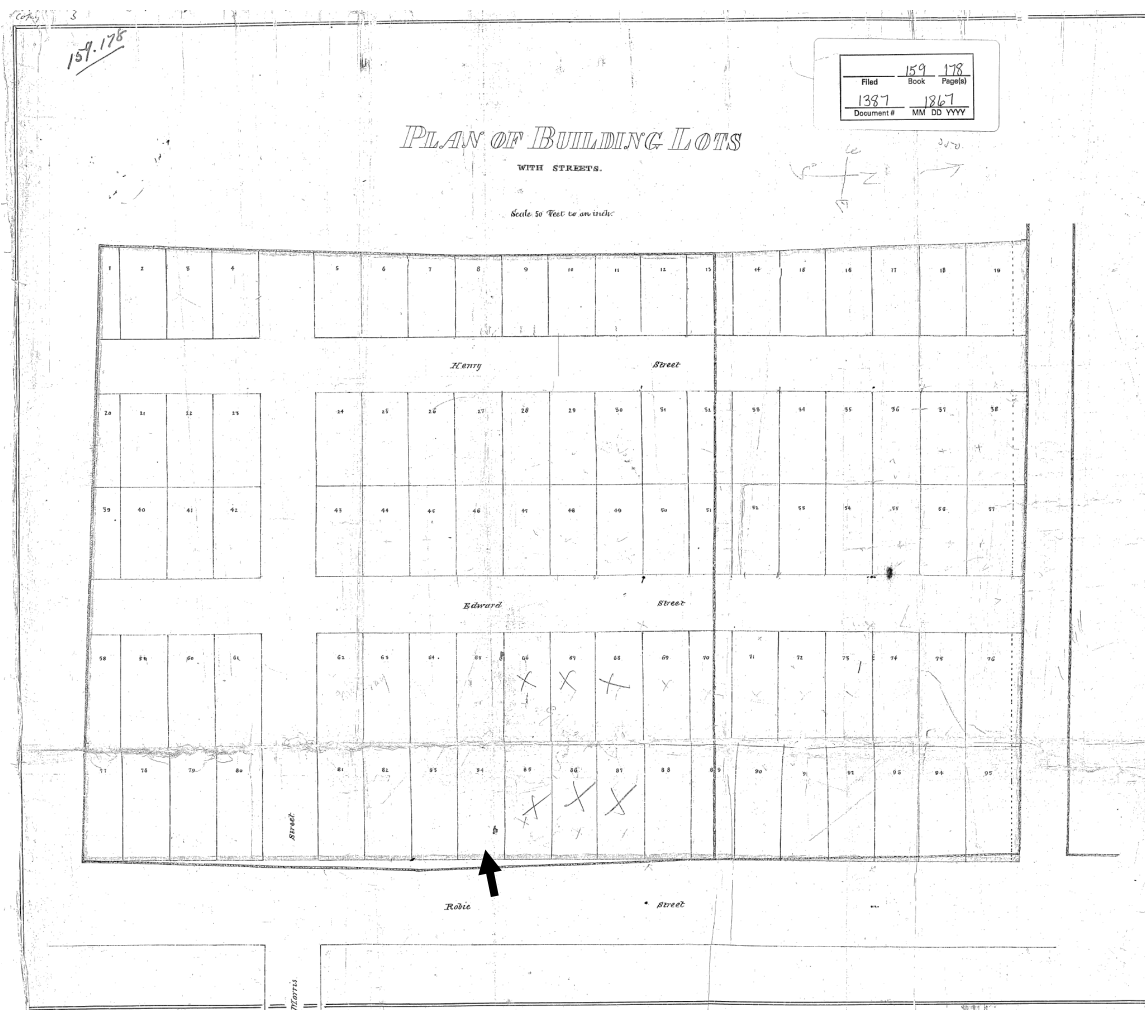 Copy 3
159.178
159 178
Filed Book Page(s)
1387 1867
Document # MM DD YYYY
PLAN OF BUILDING LOTS
WITH STREETS.
Scale 50 Feet to an inch.
1 2 3 4 5 6 7 8 9 10 11 12 13 14 15 16 17 18 19
Henry Street
20 21 22 23 24 25 26 27 28 29 30 31 32 33 34 35 36 37 38
39 40 41 42 43 44 45 46 47 48 49 50 51 52 53 54 55 56 57
Edward Street
58 59 60 61 62 63 64 65 66 67 68 69 70 71 72 73 74 75 76
77 78 79 80 81 82 83 84 85 86 87 88 89 90 91 92 93 94 95
Street
Robie Street
Morris